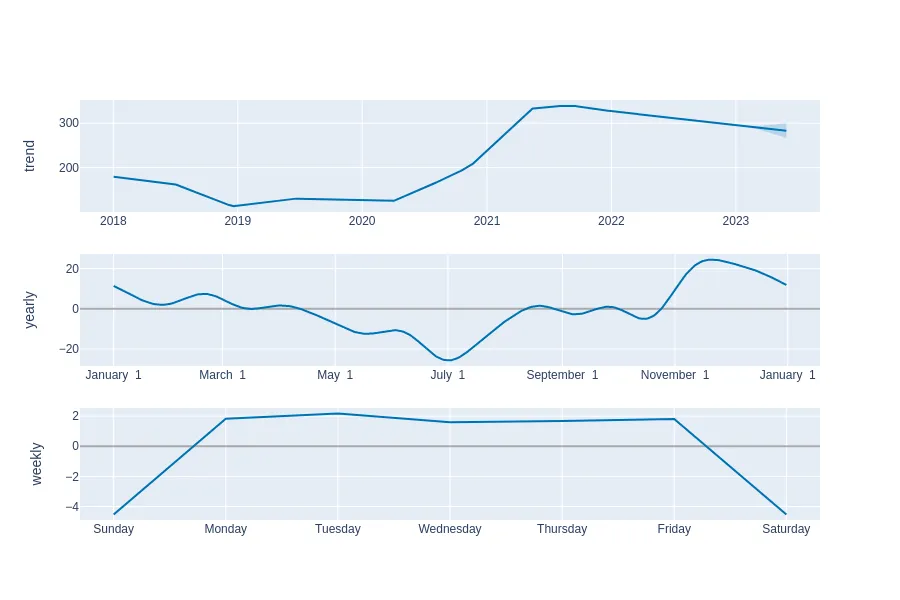 trend
300
200
2018 2019 2020 2021 2022 2023
yearly
20
0
−20
January 1 March 1 May 1 July 1 September 1 November 1 January 1
weekly
2
0
−2
−4
Sunday Monday Tuesday Wednesday Thursday Friday Saturday